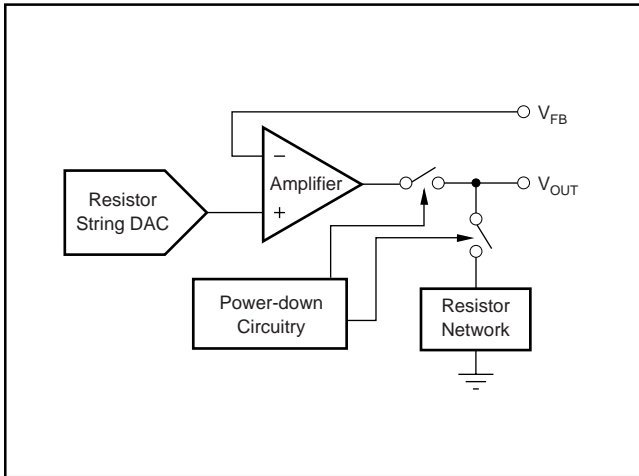 V_FB
−
Amplifier
+
Resistor
String DAC
V_OUT
Power-down
Circuitry
Resistor
Network